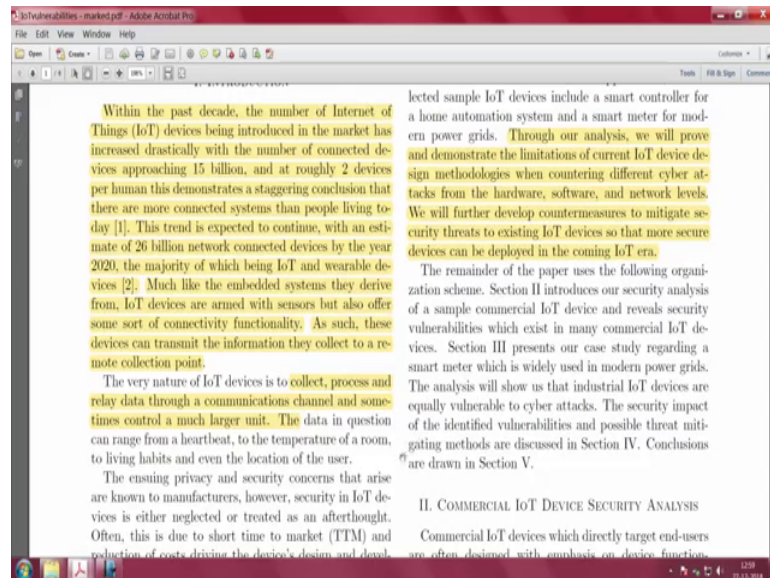 IoTvulnerabilities - marked.pdf - Adobe Acrobat Pro
File Edit View Window Help
Open Create Customize
Tools Fill & Sign
I. INTRODUCTION
Within the past decade, the number of Internet of
Things (IoT) devices being introduced in the market has
increased drastically with the number of connected de-
vices approaching 15 billion, and at roughly 2 devices
per human this demonstrates a staggering conclusion that
there are more connected systems than people living to-
day [1]. This trend is expected to continue, with an esti-
mate of 26 billion network connected devices by the year
2020, the majority of which being IoT and wearable de-
vices [2]. Much like the embedded systems they derive
from, IoT devices are armed with sensors but also offer
some sort of connectivity functionality. As such, these
devices can transmit the information they collect to a re-
mote collection point.
The very nature of IoT devices is to collect, process and
relay data through a communications channel and some-
times control a much larger unit. The data in question
can range from a heartbeat, to the temperature of a room,
to living habits and even the location of the user.
The ensuing privacy and security concerns that arise
are known to manufacturers, however, security in IoT de-
vices is either neglected or treated as an afterthought.
Often, this is due to short time to market (TTM) and
reduction of costs driving the device's design and devel-
lected sample IoT devices include a smart controller for
a home automation system and a smart meter for mod-
ern power grids. Through our analysis, we will prove
and demonstrate the limitations of current IoT device de-
sign methodologies when countering different cyber at-
tacks from the hardware, software, and network levels.
We will further develop countermeasures to mitigate se-
curity threats to existing IoT devices so that more secure
devices can be deployed in the coming IoT era.
The remainder of the paper uses the following organi-
zation scheme. Section II introduces our security analysis
of a sample commercial IoT device and reveals security
vulnerabilities which exist in many commercial IoT de-
vices. Section III presents our case study regarding a
smart meter which is widely used in modern power grids.
The analysis will show us that industrial IoT devices are
equally vulnerable to cyber attacks. The security impact
of the identified vulnerabilities and possible threat miti-
gating methods are discussed in Section IV. Conclusions
are drawn in Section V.
II. COMMERCIAL IOT DEVICE SECURITY ANALYSIS
Commercial IoT devices which directly target end-users
are often designed with emphasis on device function-
12:59